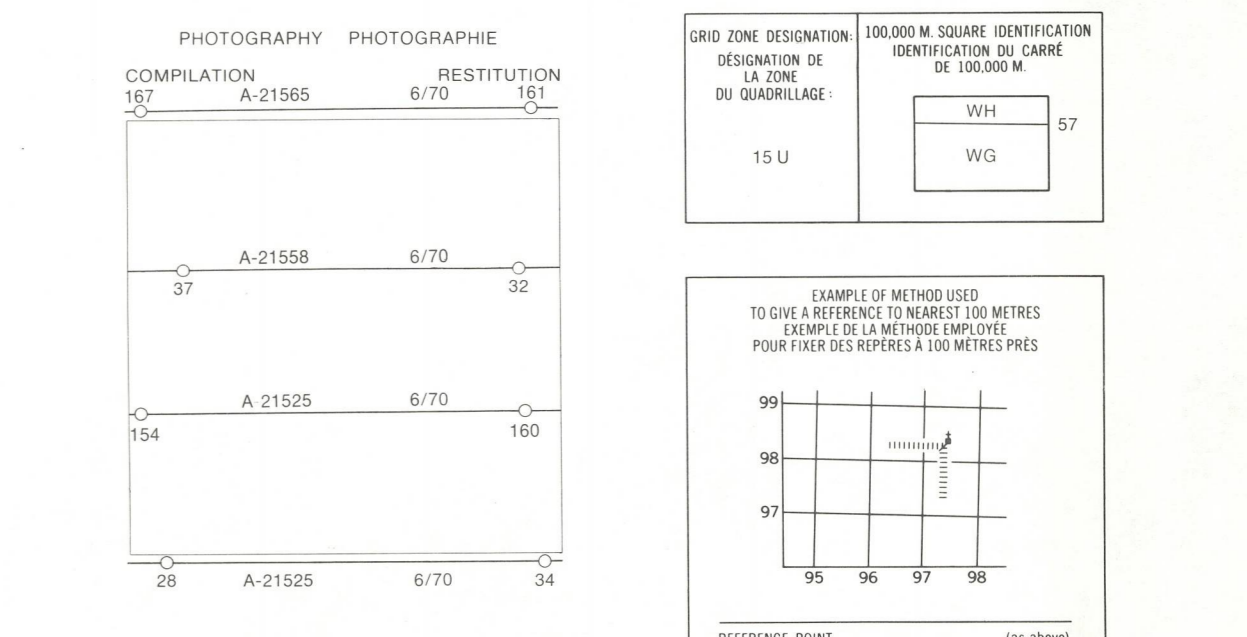 PHOTOGRAPHY PHOTOGRAPHIE
COMPILATION RESTITUTION
167 A-21565 6/70 161
A-21558 6/70
37 32
A-21525 6/70
154 160
28 A-21525 6/70 34
GRID ZONE DESIGNATION:
DÉSIGNATION DE
LA ZONE
DU QUADRILLAGE:
15 U
100,000 M. SQUARE IDENTIFICATION
IDENTIFICATION DU CARRÉ
DE 100,000 M.
WH
57
WG
EXAMPLE OF METHOD USED
TO GIVE A REFERENCE TO NEAREST 100 METRES
EXEMPLE DE LA MÉTHODE EMPLOYÉE
POUR FIXER DES REPÈRES À 100 MÈTRES PRÈS
99
98
97
95 96 97 98
REFERENCE POINT (as above)